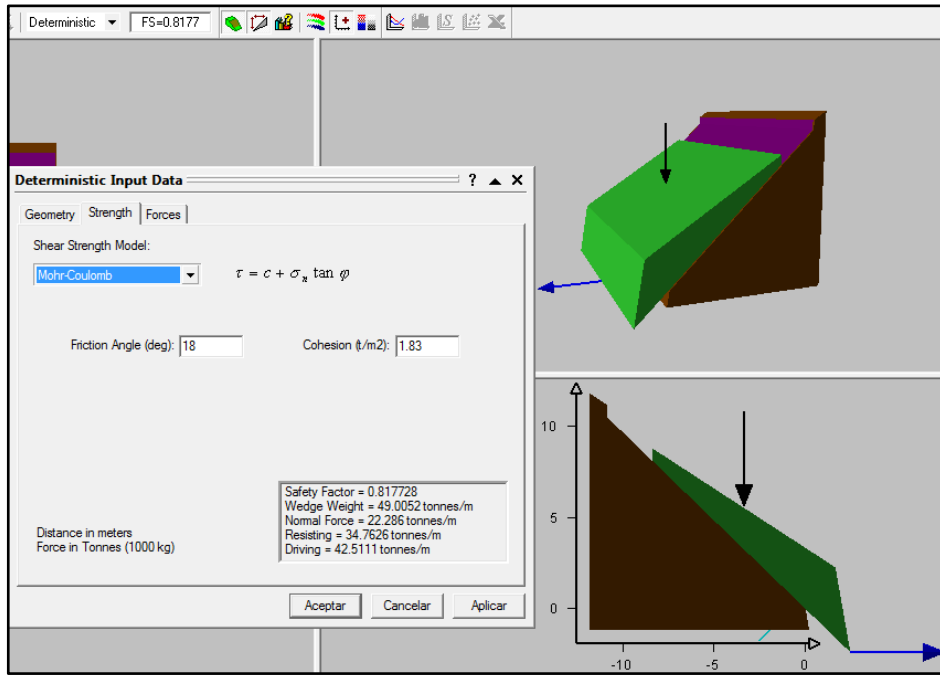 Deterministic FS=0.8177
Deterministic Input Data ?
Geometry Strength Forces
Shear Strength Model:
Mohr-Coulomb τ = c + σn tan φ
Friction Angle (deg): 18 Cohesion (t/m2): 1.83
Safety Factor = 0.817728
Wedge Weight = 49.0052 tonnes/m
Normal Force = 22.286 tonnes/m
Resisting = 34.7626 tonnes/m
Driving = 42.5111 tonnes/m
Distance in meters
Force in Tonnes (1000 kg)
Aceptar Cancelar Aplicar
10
5
0
-10 -5 0